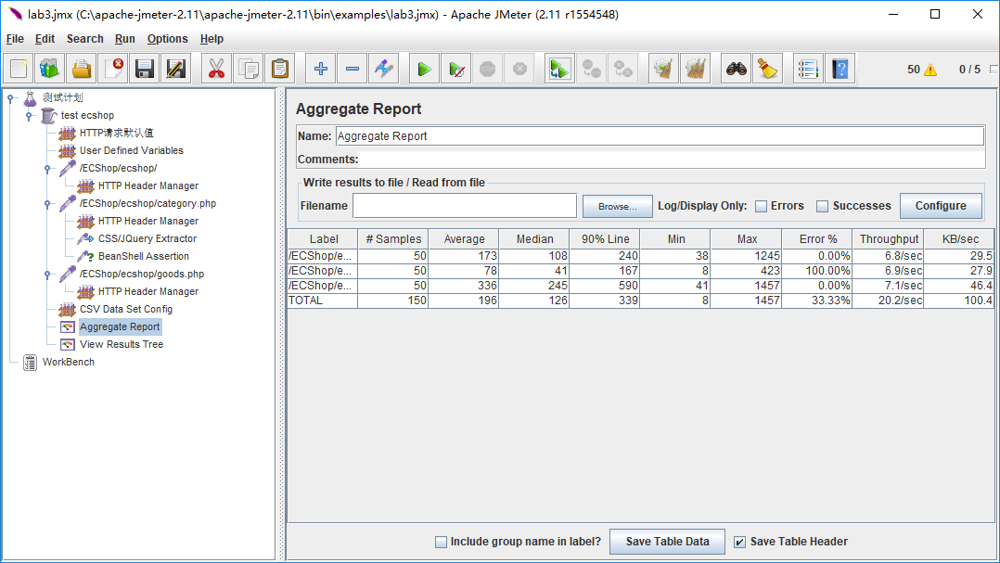 lab3.jmx (C:\apache-jmeter-2.11\apache-jmeter-2.11\bin\examples\lab3.jmx) - Apache JMeter (2.11 r1554548)
File Edit Search Run Options Help
50 0 / 5
测试计划
test ecshop
HTTP请求默认值
User Defined Variables
/ECShop/ecshop/
HTTP Header Manager
/ECShop/ecshop/category.php
HTTP Header Manager
CSS/JQuery Extractor
BeanShell Assertion
/ECShop/ecshop/goods.php
HTTP Header Manager
CSV Data Set Config
Aggregate Report
View Results Tree
WorkBench
Aggregate Report
Name: Aggregate Report
Comments:
Write results to file / Read from file
Filename Browse... Log/Display Only: Errors Successes Configure
Label # Samples Average Median 90% Line Min Max Error % Throughput KB/sec
/ECShop/e... 50 173 108 240 38 1245 0.00% 6.8/sec 29.5
/ECShop/e... 50 78 41 167 8 423 100.00% 6.9/sec 27.9
/ECShop/e... 50 336 245 590 41 1457 0.00% 7.1/sec 46.4
TOTAL 150 196 126 339 8 1457 33.33% 20.2/sec 100.4
Include group name in label? Save Table Data Save Table Header